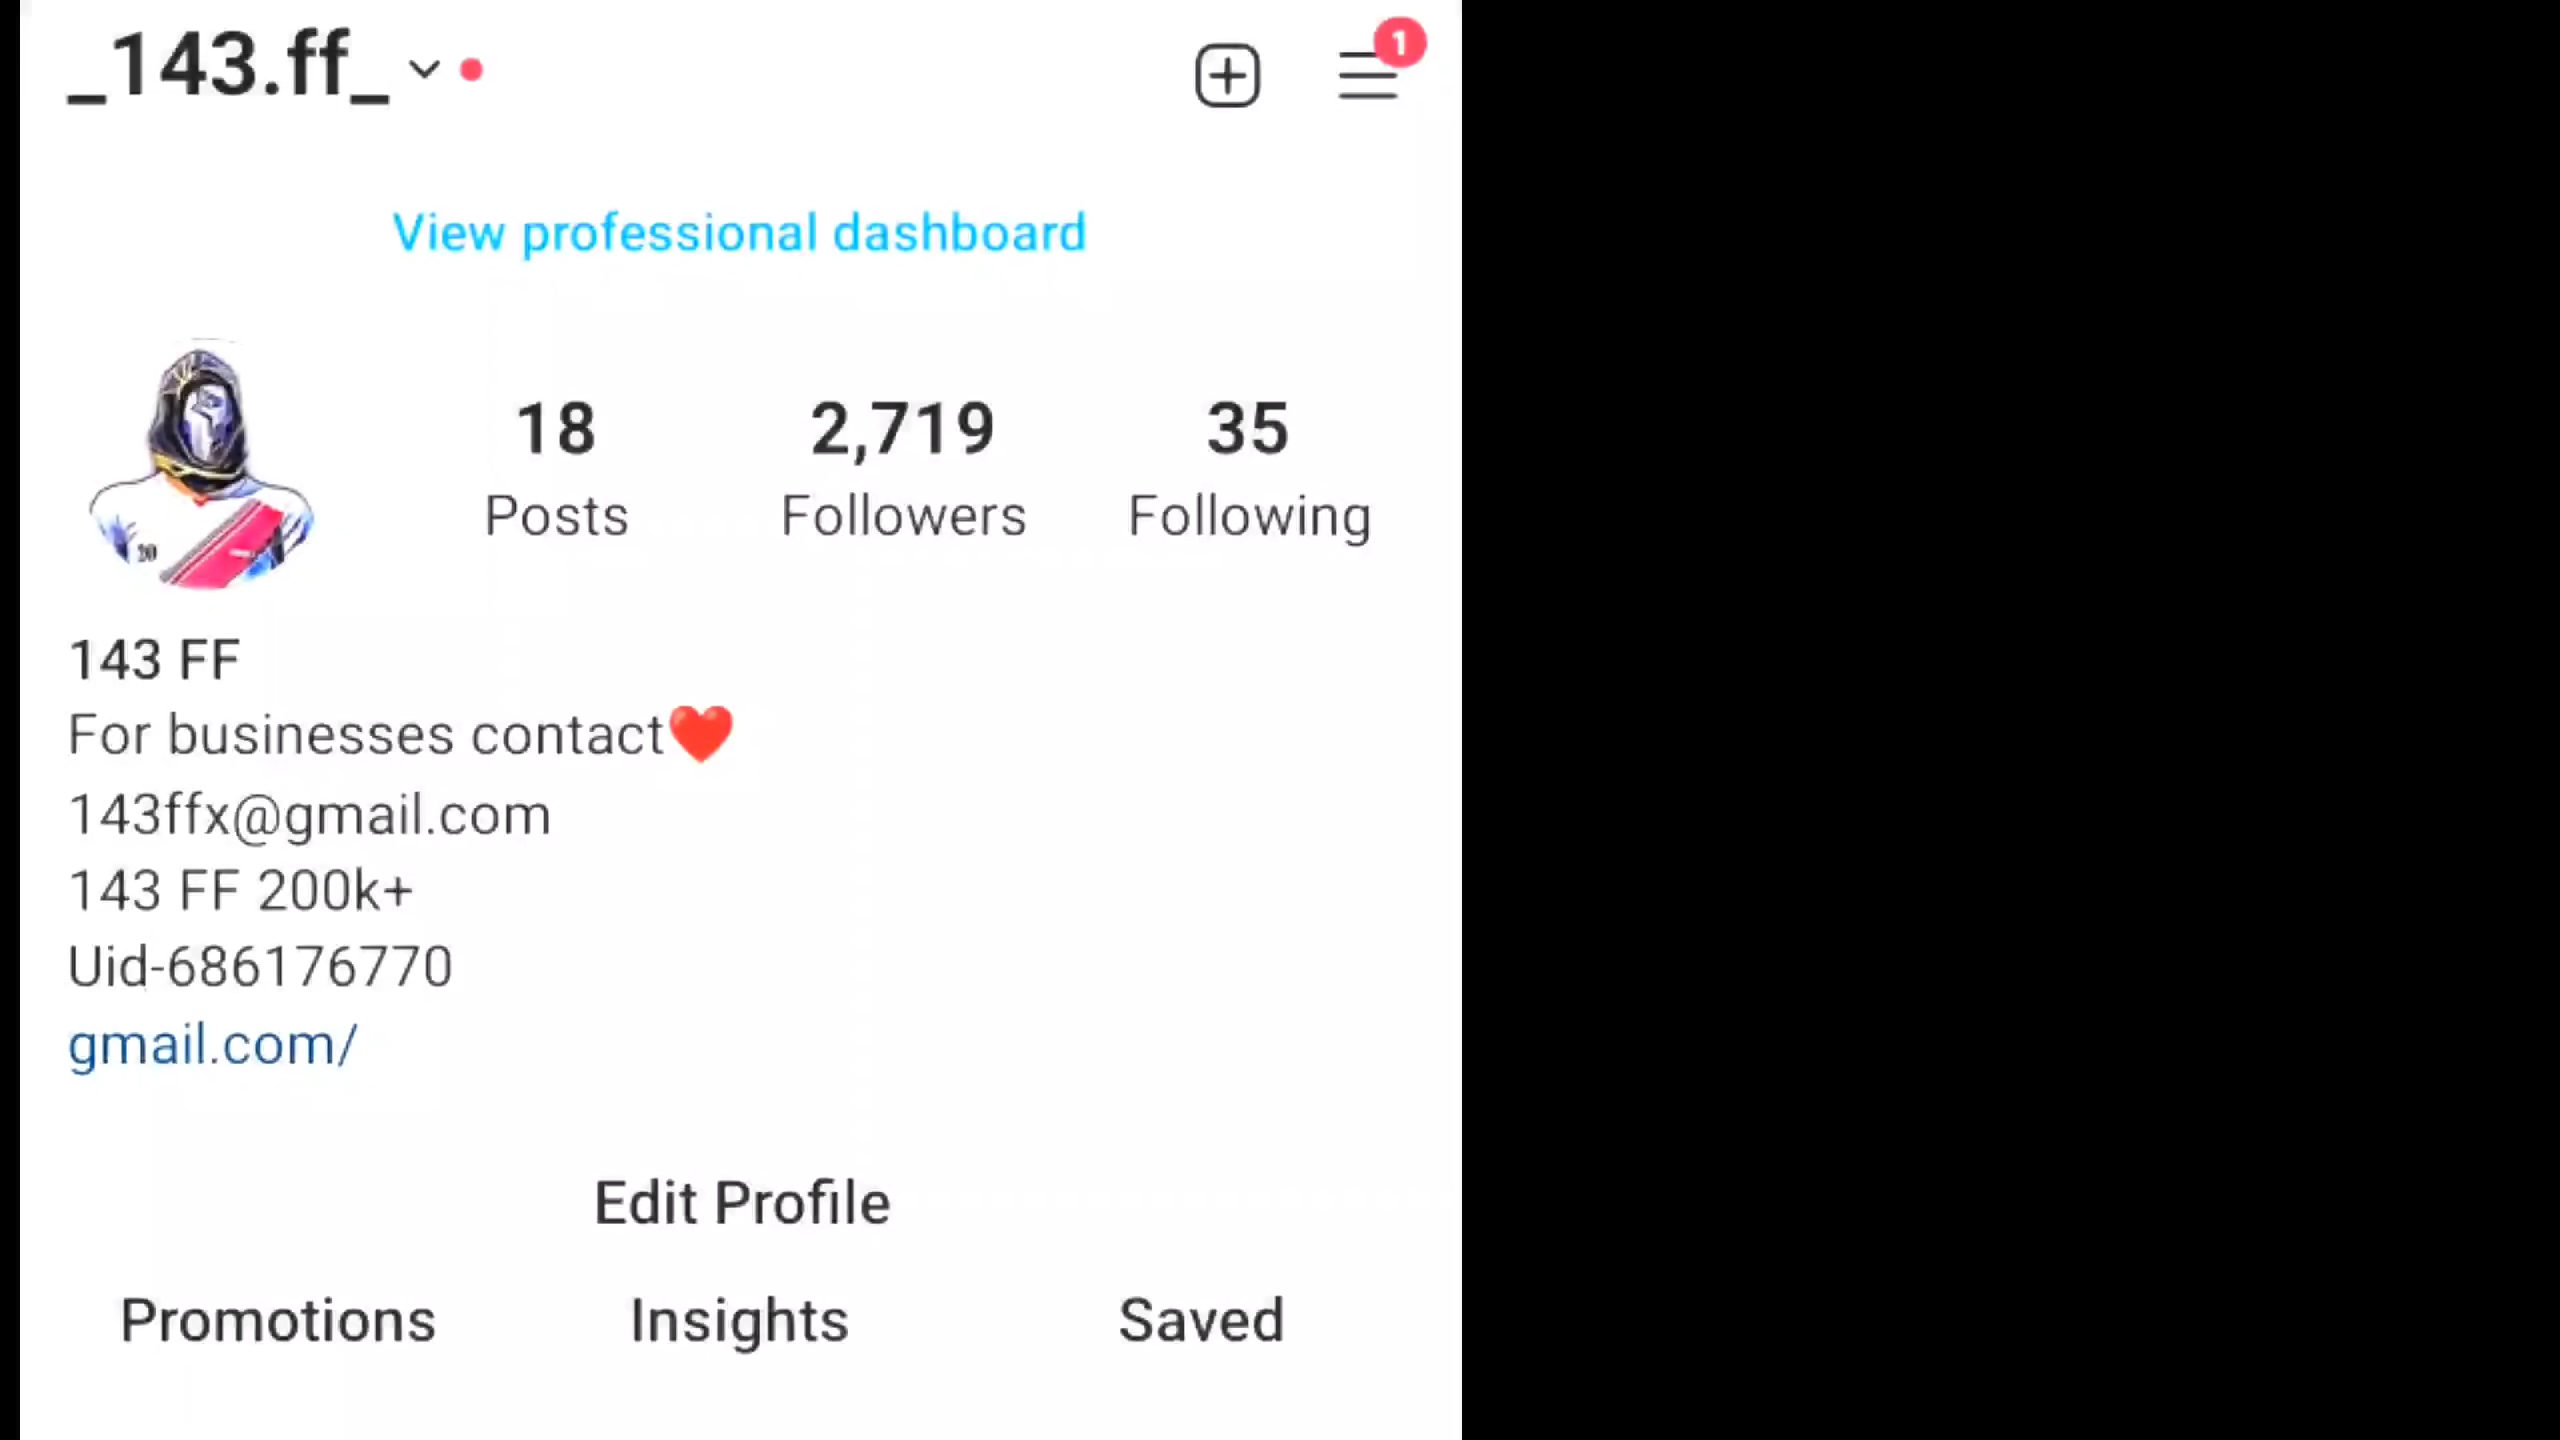 _143.ff_
1
View professional dashboard
18
2,719
35
Posts
Followers
Following
20
143 FF
For businesses contact❤️
143ffx@gmail.com
143 FF 200k+
Uid-686176770
gmail.com/
Edit Profile
Promotions
Insights
Saved